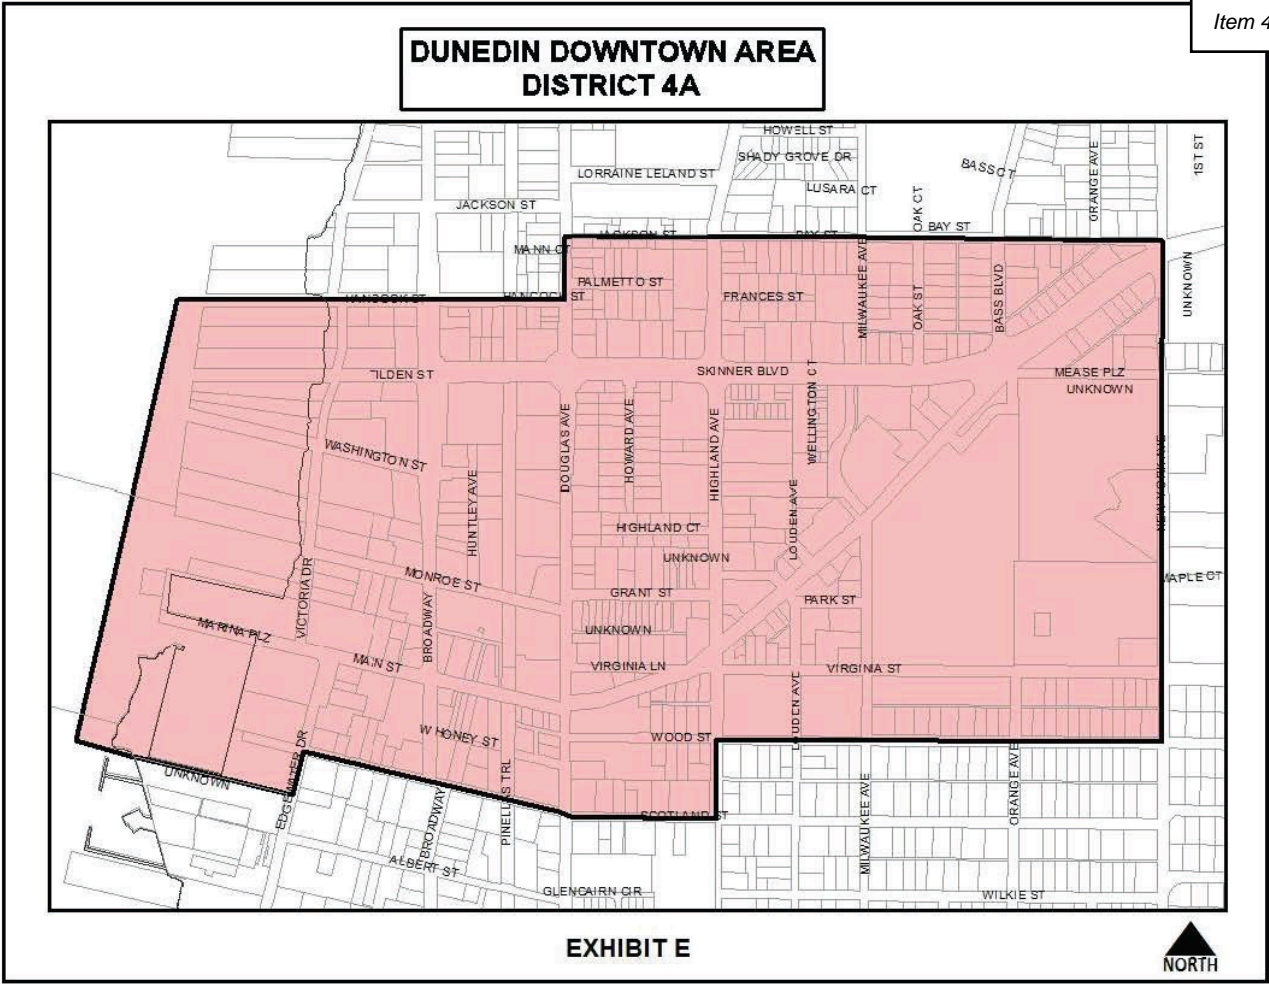 Item 4
DUNEDIN DOWNTOWN AREA
DISTRICT 4A
HOWELL ST
SHADY GROVE DR
LORRAINE LELAND ST
LUSARA CT
BASS CT
ORANGE AVE
1ST ST
JACKSON ST
OAK CT
BAY ST
JACKSON ST
BAY ST
MANN CT
PALMETTO ST
HANCOCK ST
HANCOCK ST
FRANCES ST
MILWAUKEE AVE
OAK ST
BASS BLVD
UNKNOWN
TILDEN ST
SKINNER BLVD
MEASE PLZ
UNKNOWN
WELLINGTON CT
DOUGLAS AVE
HOWARD AVE
HIGHLAND AVE
WASHINGTON ST
HUNTLEY AVE
LOUDEN AVE
NEW YORK AVE
HIGHLAND CT
UNKNOWN
MONROE ST
VICTORIA DR
BROADWAY
GRANT ST
PARK ST
MAPLE CT
MARINA PLZ
UNKNOWN
MAIN ST
VIRGINIA LN
VIRGINIA ST
LOUDEN AVE
W HONEY ST
WOOD ST
UNKNOWN
EDGEWATER DR
PINELLAS TRL
BROADWAY
SCOTLAND ST
MILWAUKEE AVE
ORANGE AVE
ALBERT ST
GLENCAIRN CIR
WILKIE ST
EXHIBIT E
NORTH